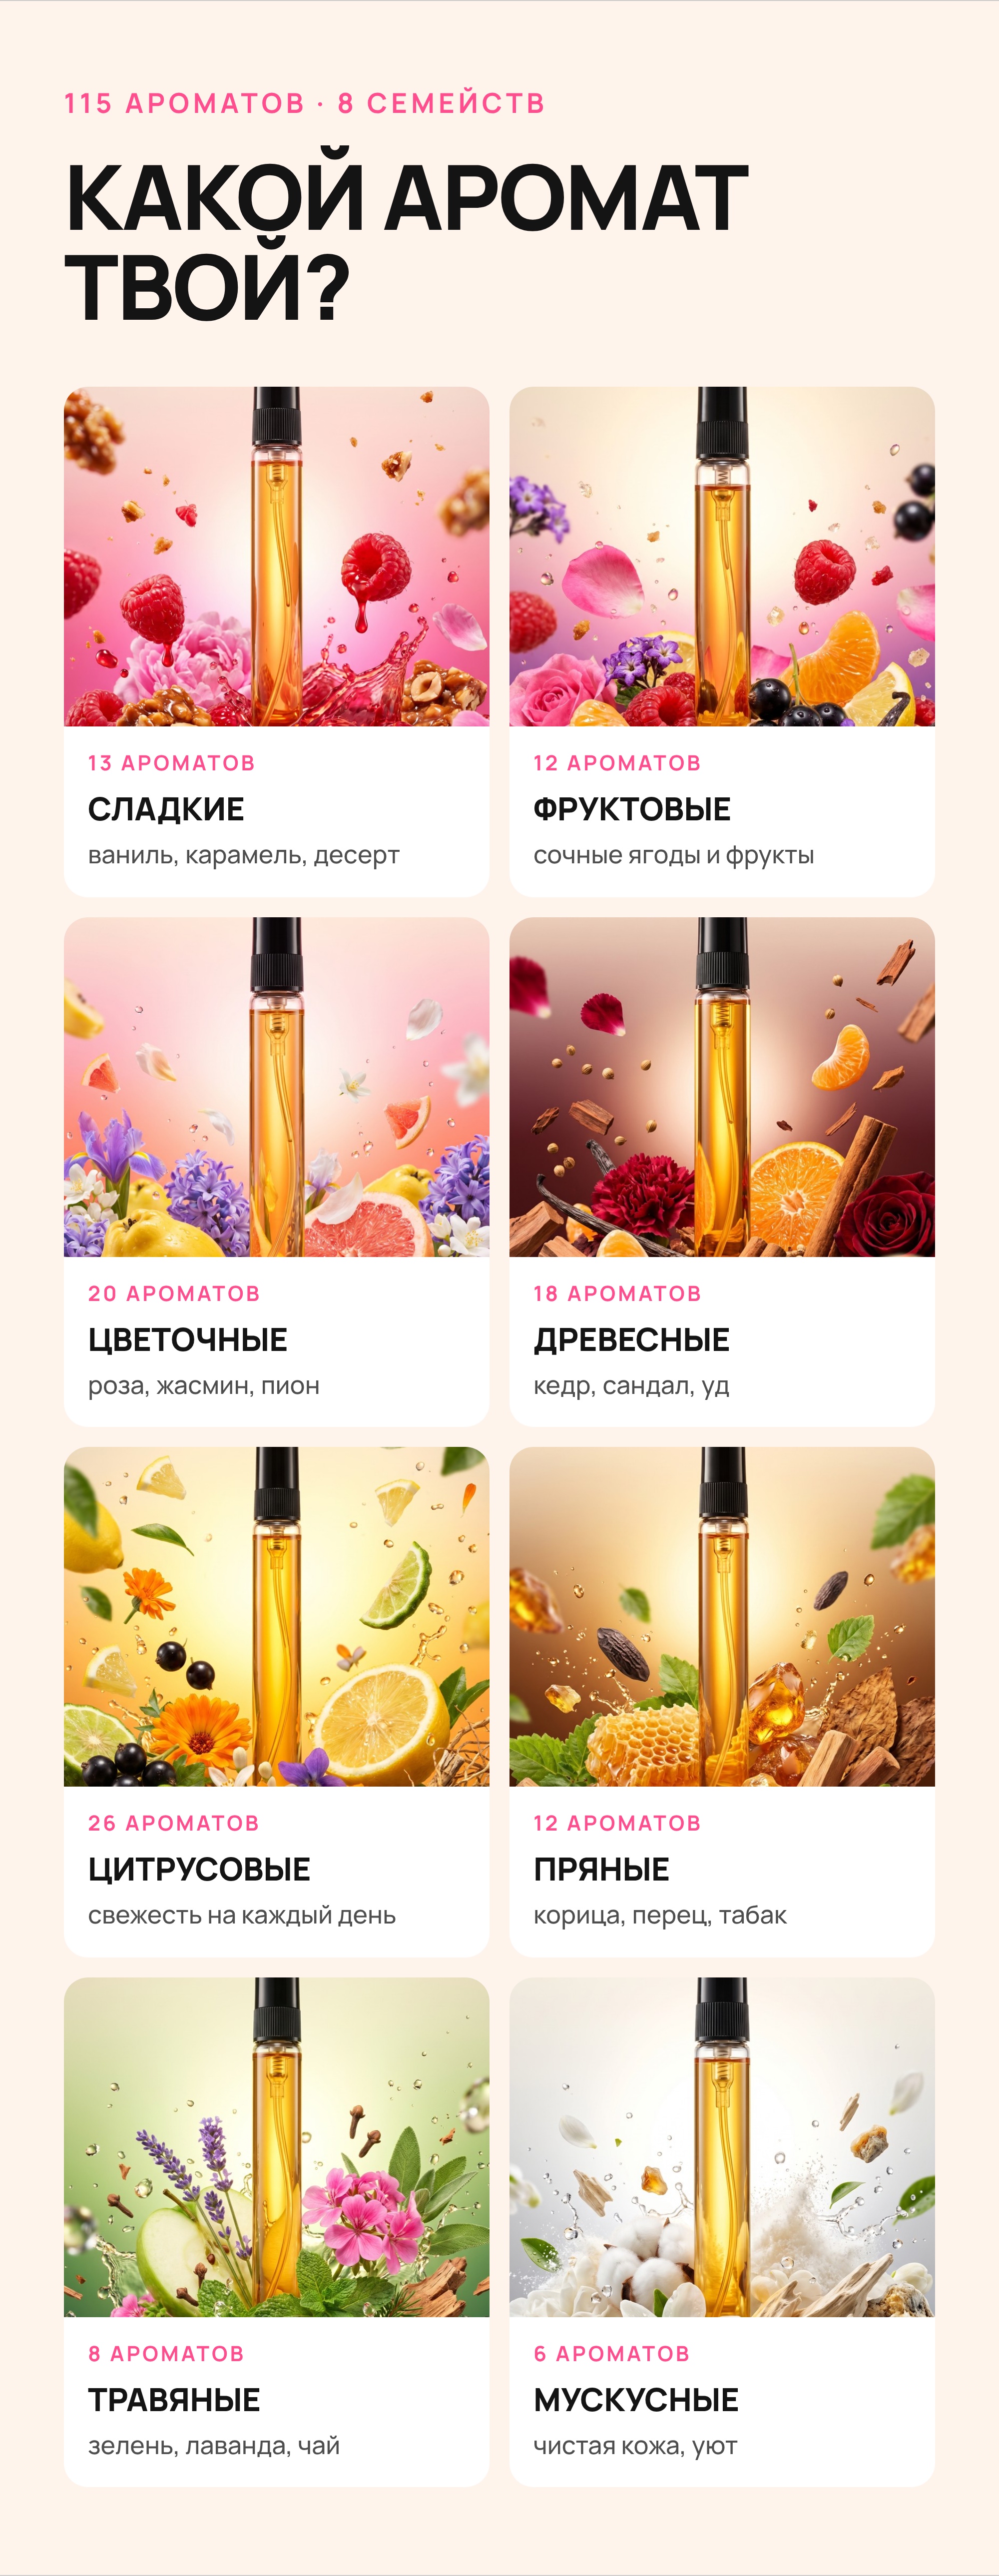 115 АРОМАТОВ · 8 СЕМЕЙСТВ
КАКОЙ АРОМАТ
ТВОЙ?
13 АРОМАТОВ
СЛАДКИЕ
ваниль, карамель, десерт
12 АРОМАТОВ
ФРУКТОВЫЕ
сочные ягоды и фрукты
20 АРОМАТОВ
ЦВЕТОЧНЫЕ
роза, жасмин, пион
18 АРОМАТОВ
ДРЕВЕСНЫЕ
кедр, сандал, уд
26 АРОМАТОВ
ЦИТРУСОВЫЕ
свежесть на каждый день
12 АРОМАТОВ
ПРЯНЫЕ
корица, перец, табак
8 АРОМАТОВ
ТРАВЯНЫЕ
зелень, лаванда, чай
6 АРОМАТОВ
МУСКУСНЫЕ
чистая кожа, уют